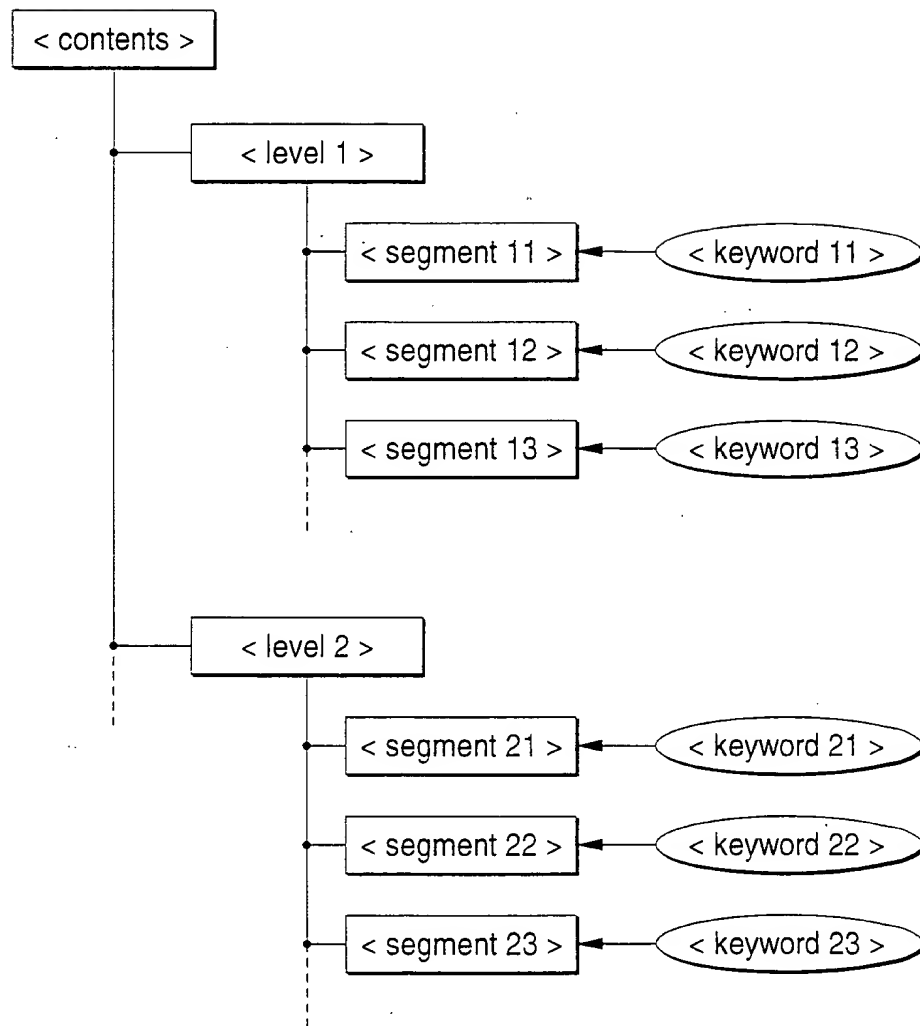 < contents >
< level 1 >
< segment 11 > < keyword 11 >
< segment 12 > < keyword 12 >
< segment 13 > < keyword 13 >
< level 2 >
< segment 21 > < keyword 21 >
< segment 22 > < keyword 22 >
< segment 23 > < keyword 23 >